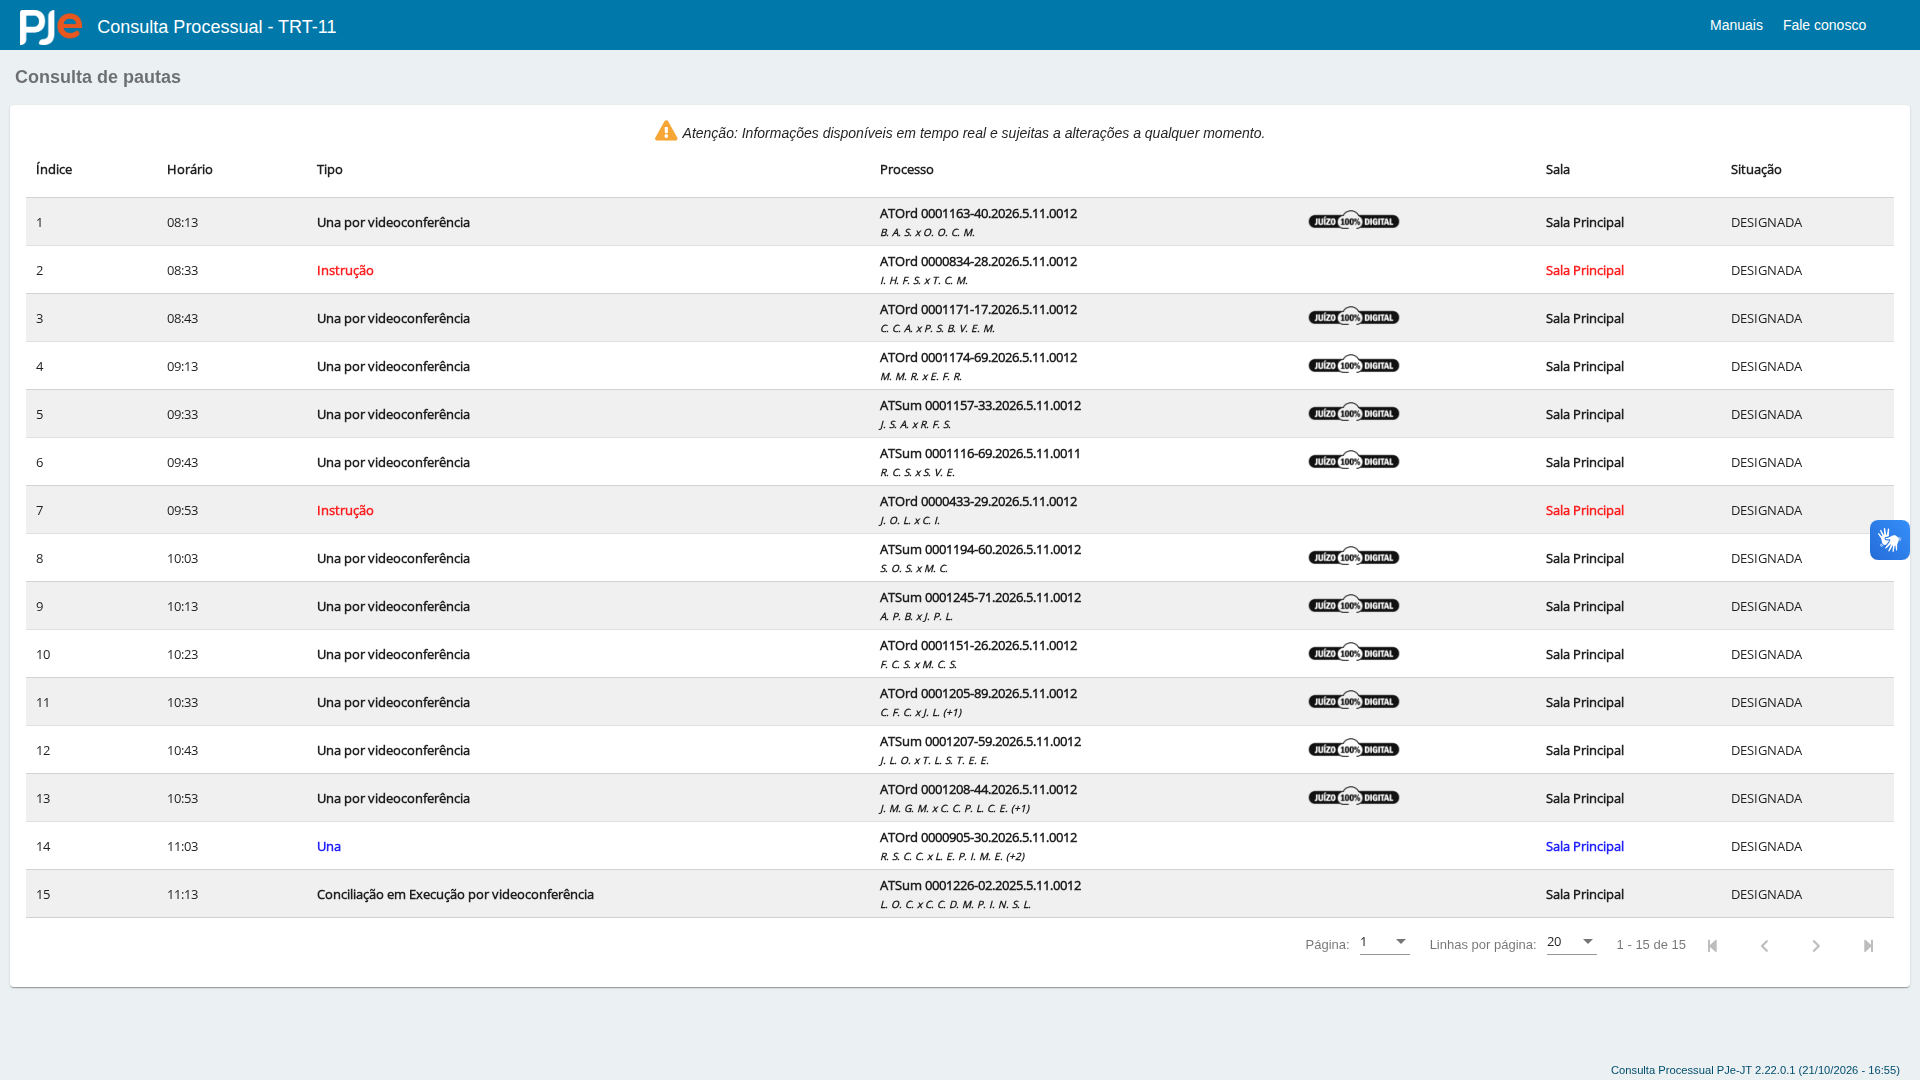 PJe Consulta Processual - TRT-11 Manuais Fale conosco
Consulta de pautas
Atenção: Informações disponíveis em tempo real e sujeitas a alterações a qualquer momento.
Índice Horário Tipo Processo Sala Situação
1 08:13 Una por videoconferência ATOrd 0001163-40.2026.5.11.0012 JUÍZO 100% DIGITAL Sala Principal DESIGNADA
B. A. S. x O. O. C. M.
2 08:33 Instrução ATOrd 0000834-28.2026.5.11.0012 Sala Principal DESIGNADA
I. H. F. S. x T. C. M.
3 08:43 Una por videoconferência ATOrd 0001171-17.2026.5.11.0012 JUÍZO 100% DIGITAL Sala Principal DESIGNADA
C. C. A. x P. S. B. V. E. M.
4 09:13 Una por videoconferência ATOrd 0001174-69.2026.5.11.0012 JUÍZO 100% DIGITAL Sala Principal DESIGNADA
M. M. R. x E. F. R.
5 09:33 Una por videoconferência ATSum 0001157-33.2026.5.11.0012 JUÍZO 100% DIGITAL Sala Principal DESIGNADA
J. S. A. x R. F. S.
6 09:43 Una por videoconferência ATSum 0001116-69.2026.5.11.0011 JUÍZO 100% DIGITAL Sala Principal DESIGNADA
R. C. S. x S. V. E.
7 09:53 Instrução ATOrd 0000433-29.2026.5.11.0012 Sala Principal DESIGNADA
J. O. L. x C. I.
8 10:03 Una por videoconferência ATSum 0001194-60.2026.5.11.0012 JUÍZO 100% DIGITAL Sala Principal DESIGNADA
S. O. S. x M. C.
9 10:13 Una por videoconferência ATSum 0001245-71.2026.5.11.0012 JUÍZO 100% DIGITAL Sala Principal DESIGNADA
A. P. B. x J. P. L.
10 10:23 Una por videoconferência ATOrd 0001151-26.2026.5.11.0012 JUÍZO 100% DIGITAL Sala Principal DESIGNADA
F. C. S. x M. C. S.
11 10:33 Una por videoconferência ATOrd 0001205-89.2026.5.11.0012 JUÍZO 100% DIGITAL Sala Principal DESIGNADA
C. F. C. x J. L. (+1)
12 10:43 Una por videoconferência ATSum 0001207-59.2026.5.11.0012 JUÍZO 100% DIGITAL Sala Principal DESIGNADA
J. L. O. x T. L. S. T. E. E.
13 10:53 Una por videoconferência ATOrd 0001208-44.2026.5.11.0012 JUÍZO 100% DIGITAL Sala Principal DESIGNADA
J. M. G. M. x C. C. P. L. C. E. (+1)
14 11:03 Una ATOrd 0000905-30.2026.5.11.0012 Sala Principal DESIGNADA
R. S. C. C. x L. E. P. I. M. E. (+2)
15 11:13 Conciliação em Execução por videoconferência ATSum 0001226-02.2025.5.11.0012 Sala Principal DESIGNADA
L. O. C. x C. C. D. M. P. I. N. S. L.
Página: 1 Linhas por página: 20 1 - 15 de 15
Consulta Processual PJe-JT 2.22.0.1 (21/10/2026 - 16:55)